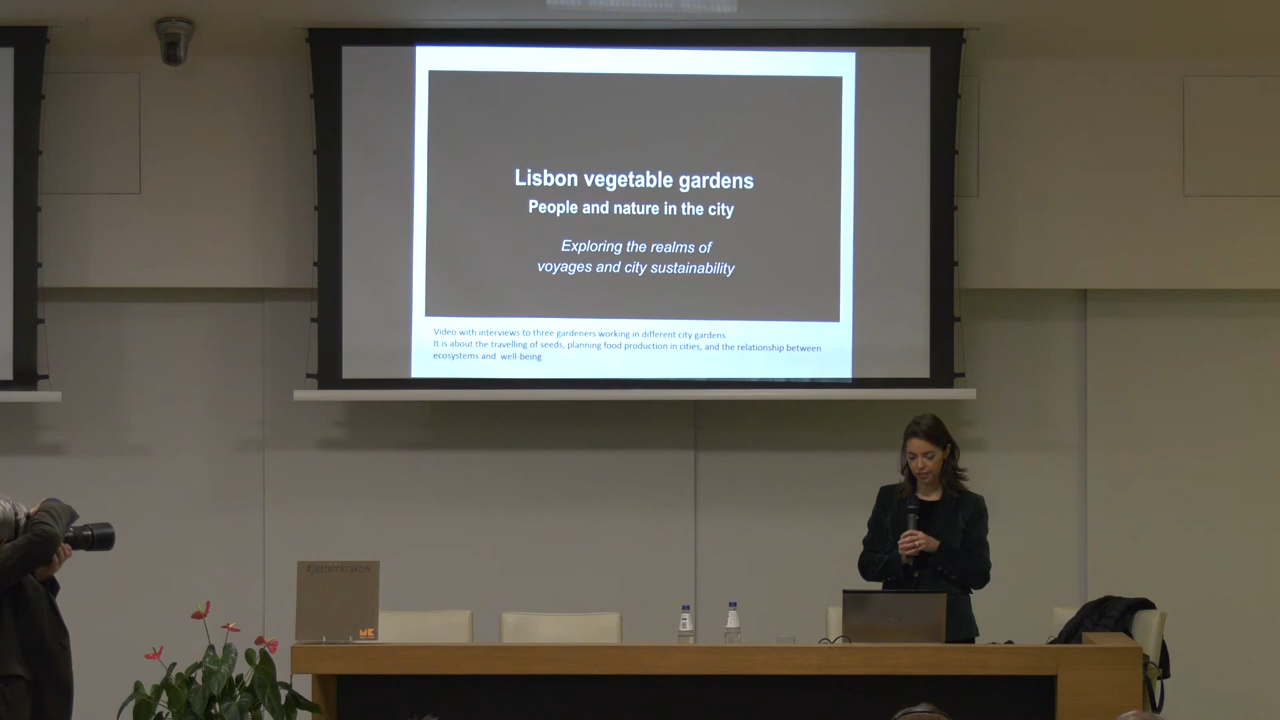 Lisbon vegetable gardens
People and nature in the city
Exploring the realms of
voyages and city sustainability
Video with interviews to three gardeners working in different city gardens.
It is about the travelling of seeds, planning food production in cities, and the relationship between
ecosystems and well-being
#jestemkrakow
MK